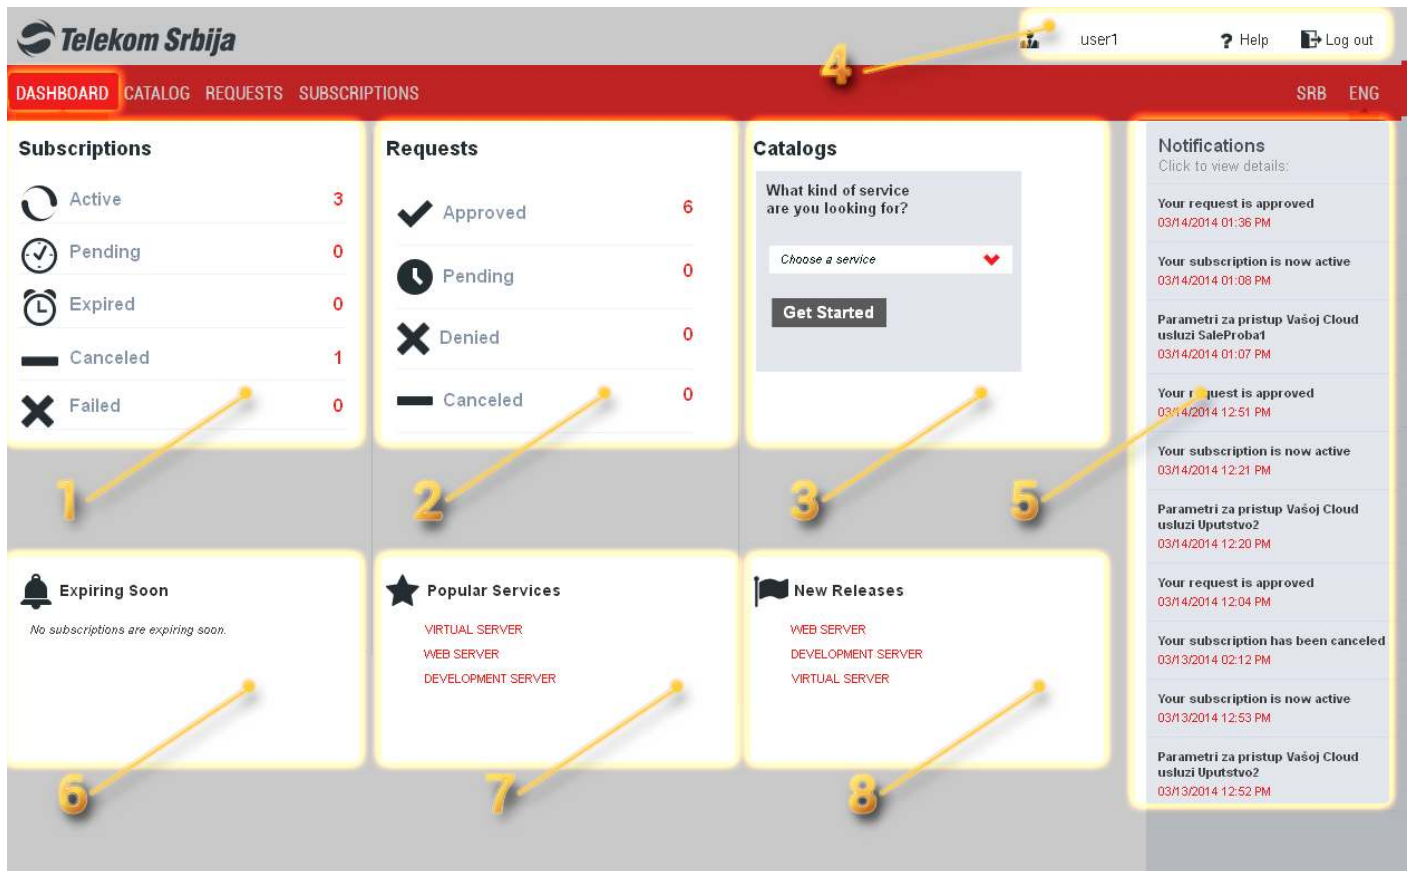 Telekom Srbija
user1
? Help
Log out
4
DASHBOARD CATALOG REQUESTS SUBSCRIPTIONS
SRB ENG
Subscriptions
Active 3
Pending 0
Expired 0
Canceled 1
Failed 0
1
Requests
Approved 6
Pending 0
Denied 0
Canceled 0
2
Catalogs
What kind of service
are you looking for?
Choose a service
Get Started
3
Notifications
Click to view details:
Your request is approved
03/14/2014 01:36 PM
Your subscription is now active
03/14/2014 01:08 PM
Parametri za pristup Vašoj Cloud
usluzi SaleProba1
03/14/2014 01:07 PM
Your request is approved
03/14/2014 12:51 PM
Your subscription is now active
03/14/2014 12:21 PM
Parametri za pristup Vašoj Cloud
usluzi Uputstvo2
03/14/2014 12:20 PM
Your request is approved
03/14/2014 12:04 PM
Your subscription has been canceled
03/13/2014 02:12 PM
Your subscription is now active
03/13/2014 12:53 PM
Parametri za pristup Vašoj Cloud
usluzi Uputstvo2
03/13/2014 12:52 PM
5
Expiring Soon
No subscriptions are expiring soon.
6
Popular Services
VIRTUAL SERVER
WEB SERVER
DEVELOPMENT SERVER
7
New Releases
WEB SERVER
DEVELOPMENT SERVER
VIRTUAL SERVER
8